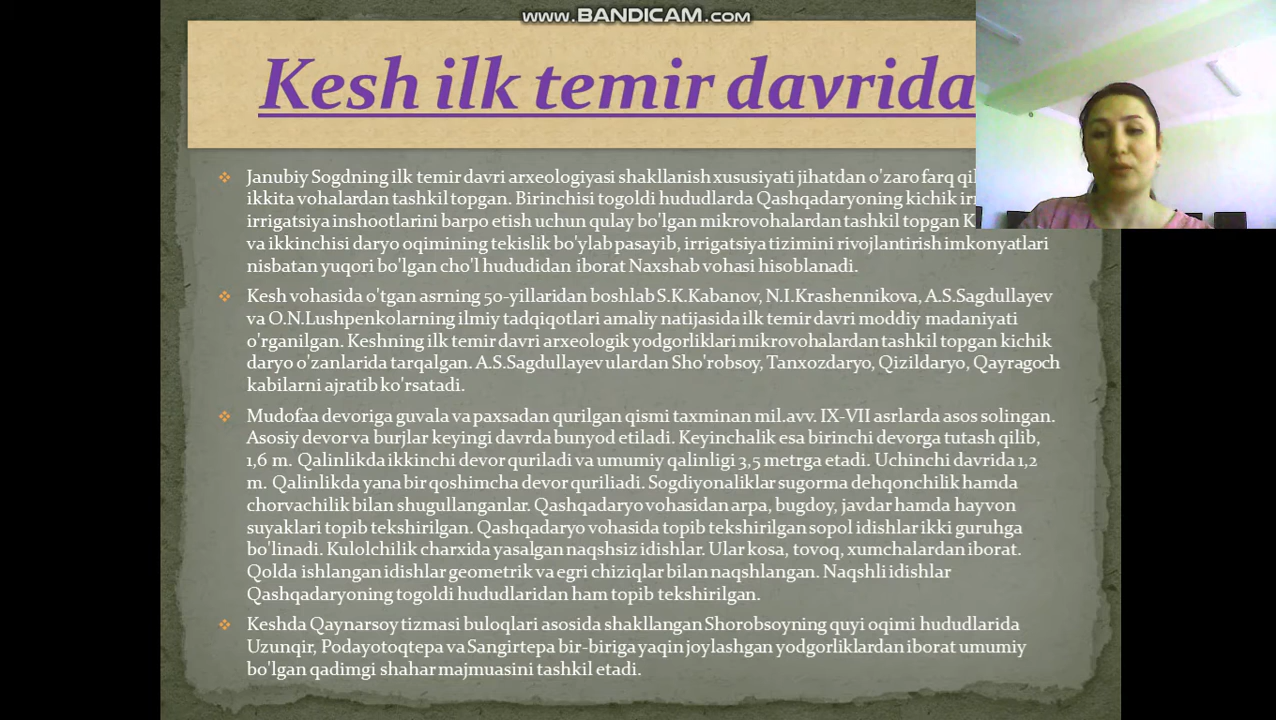 WWW.BANDICAM.COM
Kesh ilk temir davrida
Janubiy Sogdning ilk temir davri arxeologiyasi shakllanish xususiyati jihatdan o'zaro farq
ikkita vohalardan tashkil topgan. Birinchisi togoldi hududlarda Qashqadaryoning kichik
irrigatsiya inshootlarini barpo etish uchun qulay bo'lgan mikrovohalardan tashkil topgan
va ikkinchisi daryo oqimining tekislik bo'ylab pasayib, irrigatsiya tizimini rivojlantirish imkonyatlari
nisbatan yuqori bo'lgan cho'l hududidan iborat Naxshab vohasi hisoblanadi.
Kesh vohasida o'tgan asrning 50-yillaridan boshlab S.K.Kabanov, N.I.Krashennikova, A.S.Sagdullayev
va O.N.Lushpenkolarning ilmiy tadqiqotlari amaliy natijasida ilk temir davri moddiy madaniyati
o'rganilgan. Keshning ilk temir davri arxeologik yodgorliklari mikrovohalardan tashkil topgan kichik
daryo o'zanlarida tarqalgan. A.S.Sagdullayev ulardan Sho'robsoy, Tanxozdaryo, Qizildaryo, Qayragoch
kabilarni ajratib ko'rsatadi.
Mudofaa devoriga guvala va paxsadan qurilgan qismi taxminan mil.avv. IX-VII asrlarda asos solingan.
Asosiy devor va burjlar keyingi davrda bunyod etiladi. Keyinchalik esa birinchi devorga tutash qilib,
1,6 m. Qalinlikda ikkinchi devor quriladi va umumiy qalinligi 3,5 metrga etadi. Uchinchi davrida 1,2
m. Qalinlikda yana bir qoshimcha devor quriliadi. Sogdiyonaliklar sugorma dehqonchilik hamda
chorvachilik bilan shugullanganlar. Qashqadaryo vohasidan arpa, bugdoy, javdar hamda hayvon
suyaklari topib tekshirilgan. Qashqadaryo vohasida topib tekshirilgan sopol idishlar ikki guruhga
bo'linadi. Kulolchilik charxida yasalgan naqshsiz idishlar. Ular kosa, tovoq, xumchalardan iborat.
Qolda ishlangan idishlar geometrik va egri chiziqlar bilan naqshlangan. Naqshli idishlar
Qashqadaryoning togoldi hududlaridan ham topib tekshirilgan.
Keshda Qaynarsoy tizmasi buloqlari asosida shakllangan Shorobsoyning quyi oqimi hududlarida
Uzunqir, Podayotoqtepa va Sangirtepa bir-biriga yaqin joylashgan yodgorliklardan iborat umumiy
bo'lgan qadimgi shahar majmuasini tashkil etadi.